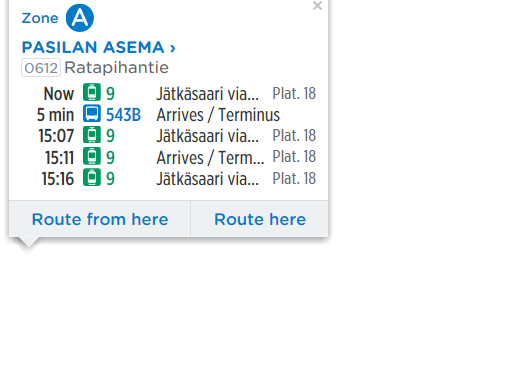 Zone A
PASILAN ASEMA ›
0612 Ratapihantie
Now 9 Jätkäsaari via... Plat. 18
5 min 543B Arrives / Terminus
15:07 9 Jätkäsaari via... Plat. 18
15:11 9 Arrives / Term... Plat. 18
15:16 9 Jätkäsaari via... Plat. 18
Route from here Route here